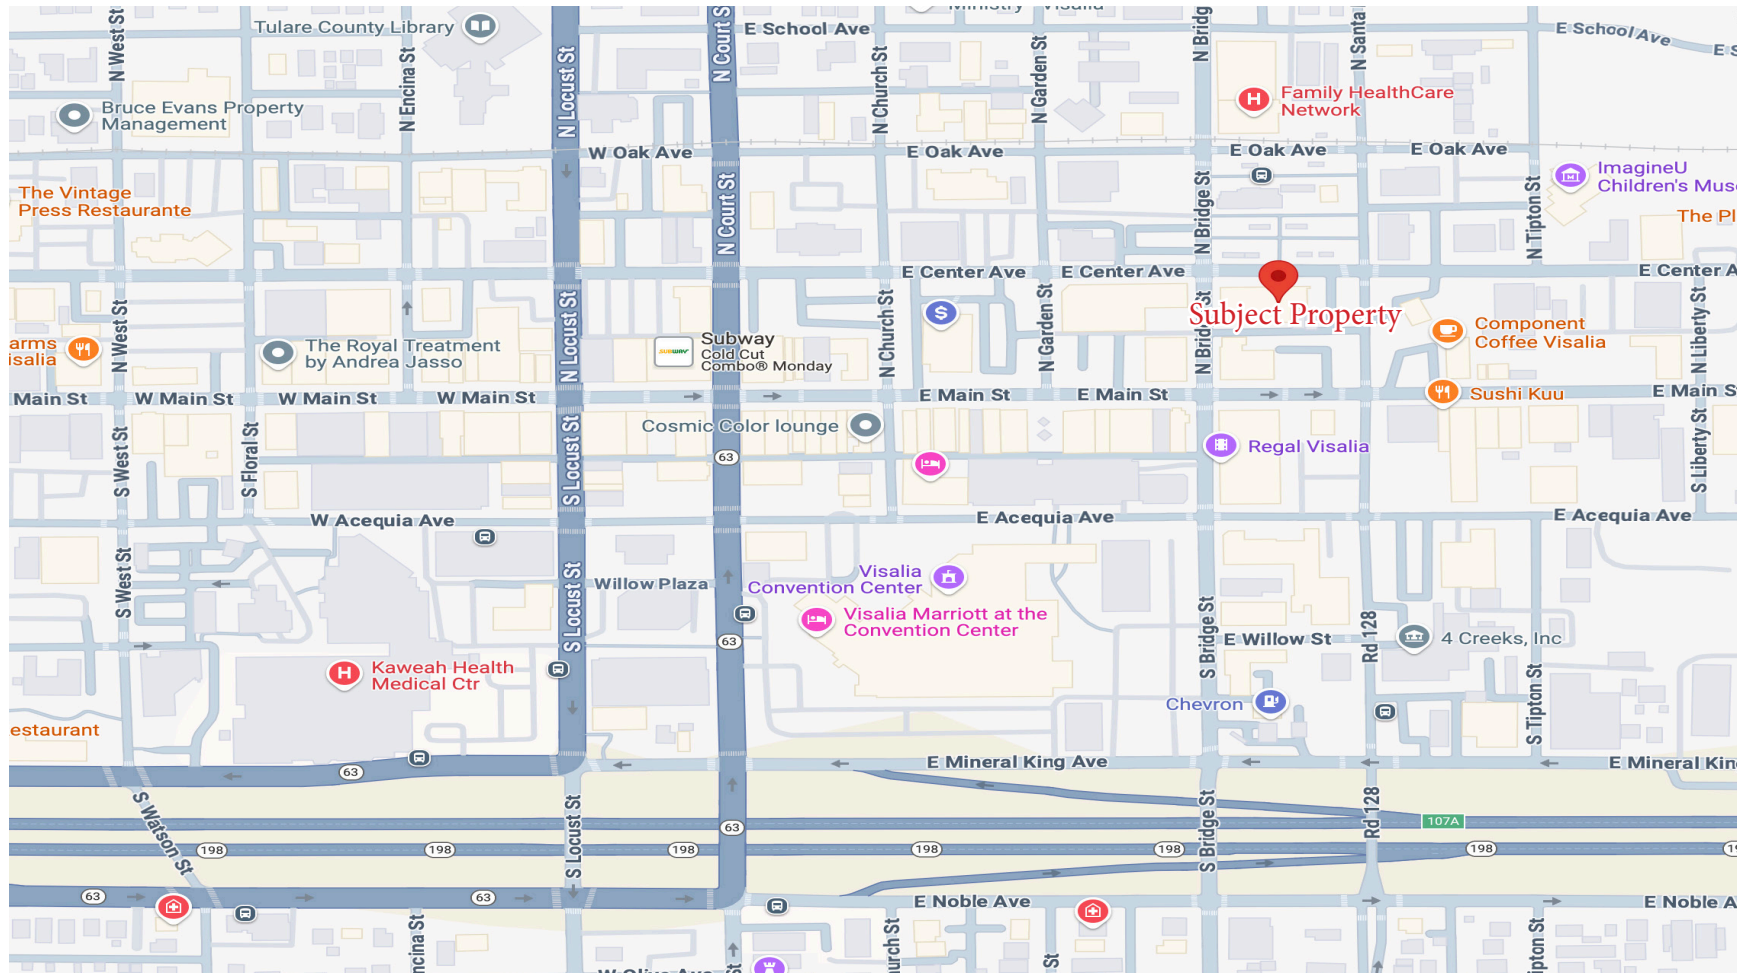 Ministry - Visalia
Tulare County Library
E School Ave
E School Ave
N West St
N Encina St
N Locust St
N Court S
N Church St
N Garden St
N Bridg
N Santa
Bruce Evans Property
Management
Family HealthCare
Network
W Oak Ave
E Oak Ave
E Oak Ave
E Oak Ave
The Vintage
Press Restaurante
ImagineU
Children's Mus
The Pl
N Court St
N Bridge St
N Tipton St
E Center Ave
E Center Ave
E Center A
N West St
N Locust St
N Church St
N Garden St
N Liberty St
Subject Property
Subway
Cold Cut
Combo® Monday
The Royal Treatment
by Andrea Jasso
arms
isalia
Component
Coffee Visalia
Main St
W Main St
W Main St
W Main St
E Main St
E Main St
E Main S
Sushi Kuu
Cosmic Color lounge
Regal Visalia
S West St
S Floral St
S Locust St
63
S Liberty St
W Acequia Ave
E Acequia Ave
E Acequia Ave
S West St
S Locust St
Willow Plaza
Visalia
Convention Center
Visalia Marriott at the
Convention Center
S Bridge St
E Willow St
Rd 128
4 Creeks, Inc
63
Kaweah Health
Medical Ctr
estaurant
Chevron
S Tipton St
63
E Mineral King Ave
E Mineral Kin
S Watson St
S Locust St
63
S Bridge St
Rd 128
107A
198
198
198
198
198
198
63
63
E Noble Ave
E Noble A
ncina St
hurch St
St
ipton St